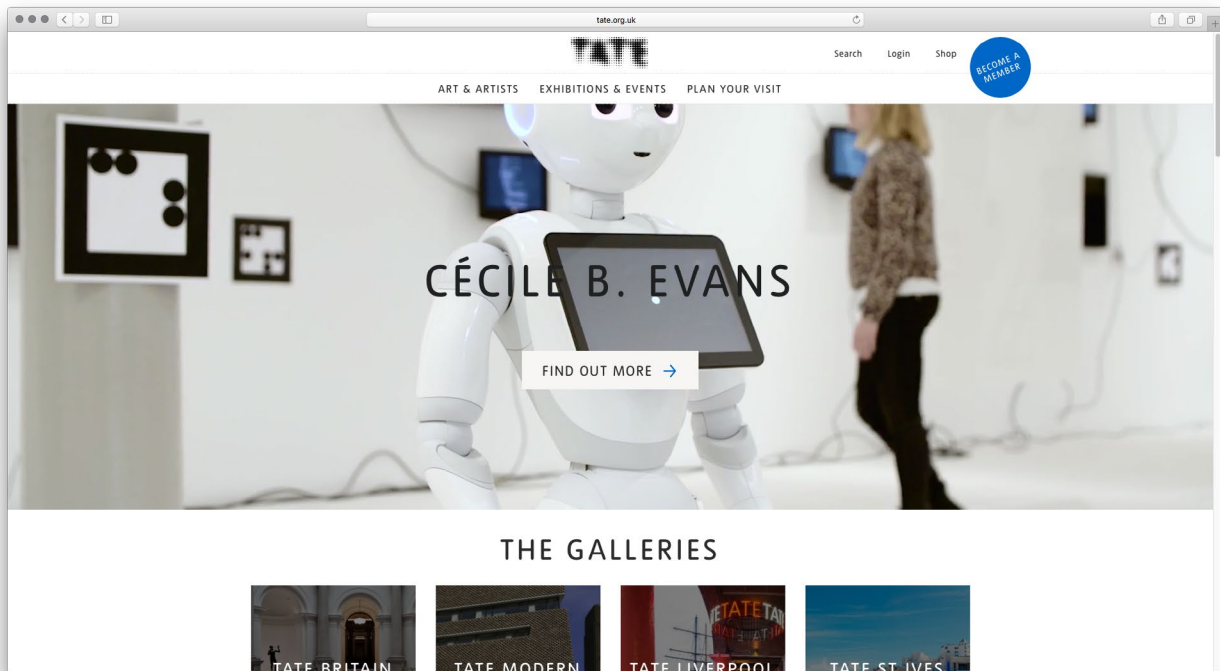 tate.org.uk
TATE
Search Login Shop
BECOME A
MEMBER
ART & ARTISTS EXHIBITIONS & EVENTS PLAN YOUR VISIT
CÉCILE B. EVANS
FIND OUT MORE →
THE GALLERIES
TATE BRITAIN TATE MODERN TATE LIVERPOOL TATE ST IVES